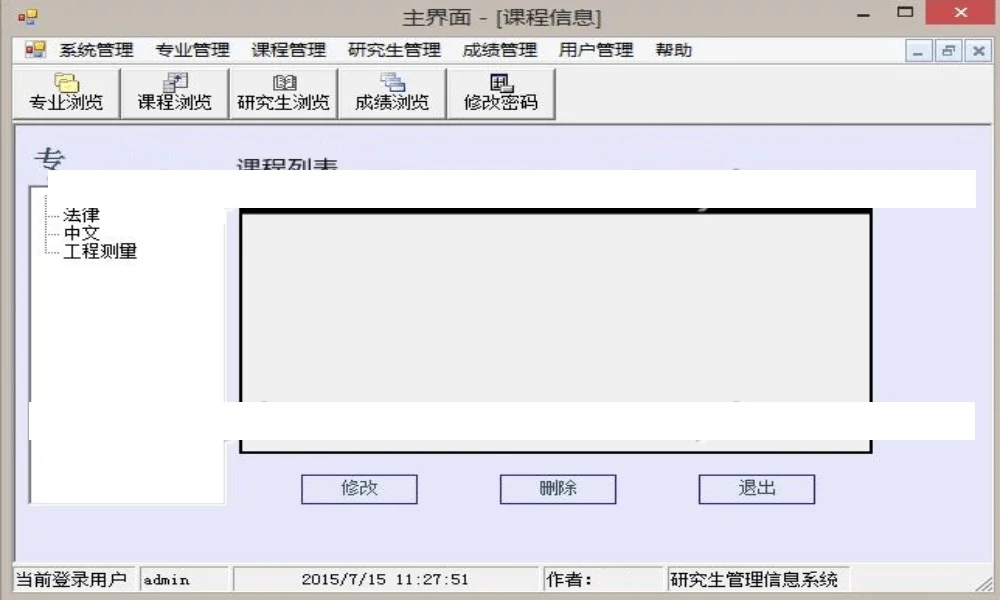 主界面 - [课程信息]
系统管理 专业管理 课程管理 研究生管理 成绩管理 用户管理 帮助
专业浏览 课程浏览 研究生浏览 成绩浏览 修改密码
专
课程列表
法律
中文
工程测量
修改 删除 退出
当前登录用户 admin 2015/7/15 11:27:51 作者: 研究生管理信息系统